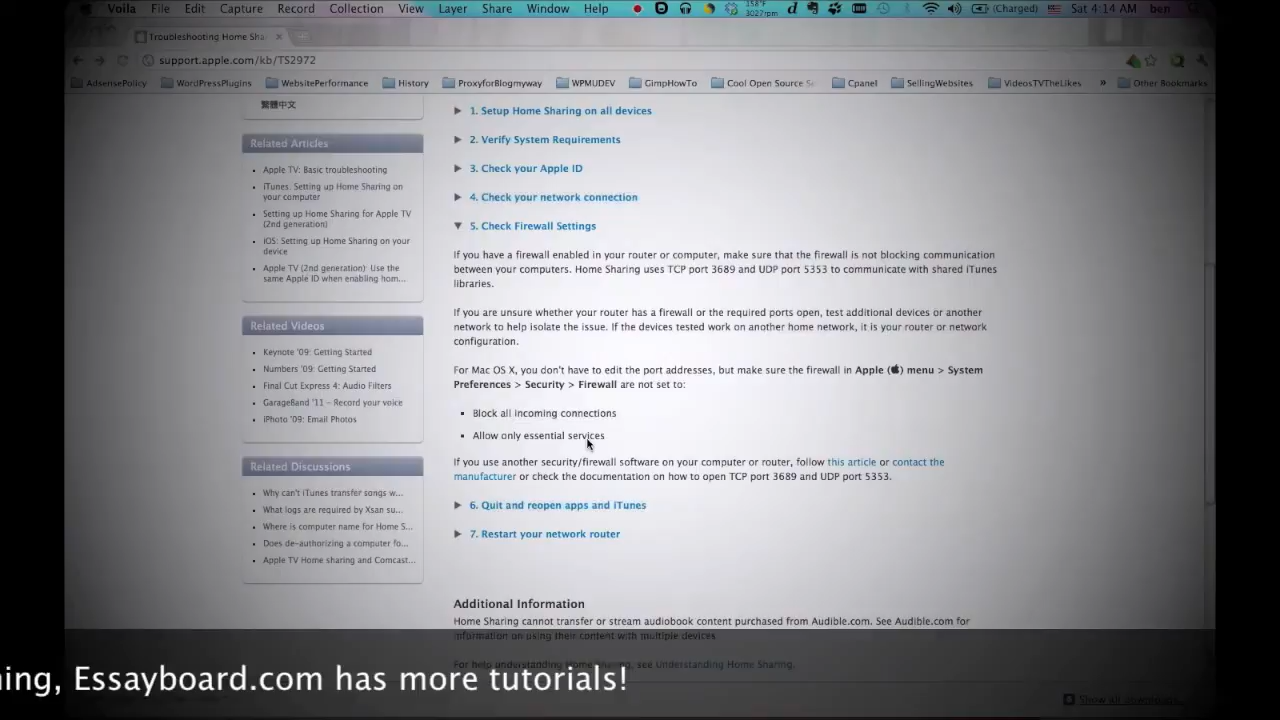 Voila File Edit Capture Record Collection View Layer Share Window Help 158°F 3027rpm (Charged) Sat 4:14 AM ben
Troubleshooting Home Sha
support.apple.com/kb/TS2972
AdsensePolicy WordPressPlugins WebsitePerformance History ProxyforBlogmyway WPMUDEV GimpHowTo Cool Open Source Cpanel SellingWebsites VideosTVTheLikes » Other Bookmarks
繁體中文
Related Articles
Apple TV: Basic troubleshooting
iTunes: Setting up Home Sharing on
your computer
Setting up Home Sharing for Apple TV
(2nd generation)
iOS: Setting up Home Sharing on your
device
Apple TV (2nd generation): Use the
same Apple ID when enabling hom...
Related Videos
Keynote '09: Getting Started
Numbers '09: Getting Started
Final Cut Express 4: Audio Filters
GarageBand '11 – Record your voice
iPhoto '09: Email Photos
Related Discussions
Why can't iTunes transfer songs w...
What logs are required by Xsan su...
Where is computer name for Home S...
Does de-authorizing a computer fo...
Apple TV Home sharing and Comcast...
1. Setup Home Sharing on all devices
2. Verify System Requirements
3. Check your Apple ID
4. Check your network connection
5. Check Firewall Settings
If you have a firewall enabled in your router or computer, make sure that the firewall is not blocking communication
between your computers. Home Sharing uses TCP port 3689 and UDP port 5353 to communicate with shared iTunes
libraries.
If you are unsure whether your router has a firewall or the required ports open, test additional devices or another
network to help isolate the issue. If the devices tested work on another home network, it is your router or network
configuration.
For Mac OS X, you don't have to edit the port addresses, but make sure the firewall in Apple () menu > System
Preferences > Security > Firewall are not set to:
Block all incoming connections
Allow only essential services
If you use another security/firewall software on your computer or router, follow this article or contact the
manufacturer or check the documentation on how to open TCP port 3689 and UDP port 5353.
6. Quit and reopen apps and iTunes
7. Restart your network router
Additional Information
Home Sharing cannot transfer or stream audiobook content purchased from Audible.com. See Audible.com for
information on using their content with multiple devices
For help understanding Home Sharing, see Understanding Home Sharing.
ning, Essayboard.com has more tutorials!
Show all downloads...